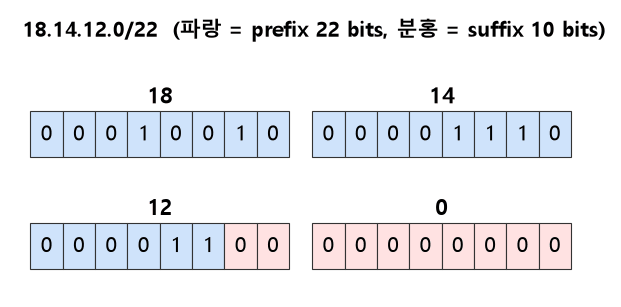 18.14.12.0/22 (파랑 = prefix 22 bits, 분홍 = suffix 10 bits)
18 14
0 0 0 1 0 0 1 0 0 0 0 0 1 1 1 0
12 0
0 0 0 0 1 1 0 0 0 0 0 0 0 0 0 0